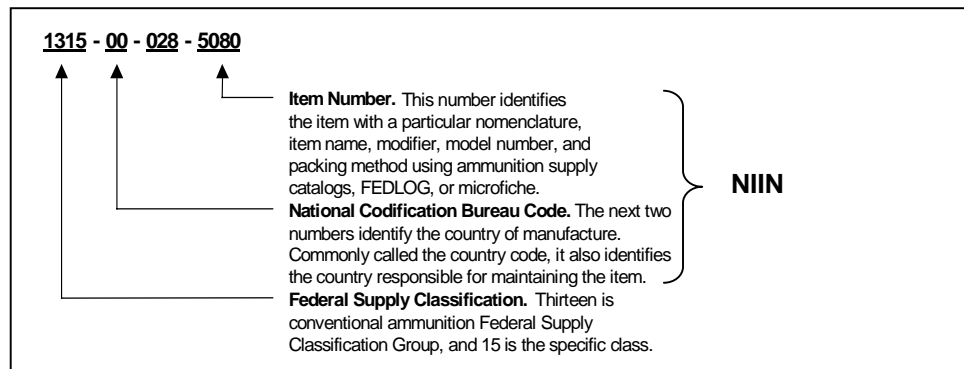 1315 - 00 - 028 - 5080
Item Number. This number identifies
the item with a particular nomenclature,
item name, modifier, model number, and
packing method using ammunition supply
catalogs, FEDLOG, or microfiche.
NIIN
National Codification Bureau Code. The next two
numbers identify the country of manufacture.
Commonly called the country code, it also identifies
the country responsible for maintaining the item.
Federal Supply Classification. Thirteen is
conventional ammunition Federal Supply
Classification Group, and 15 is the specific class.